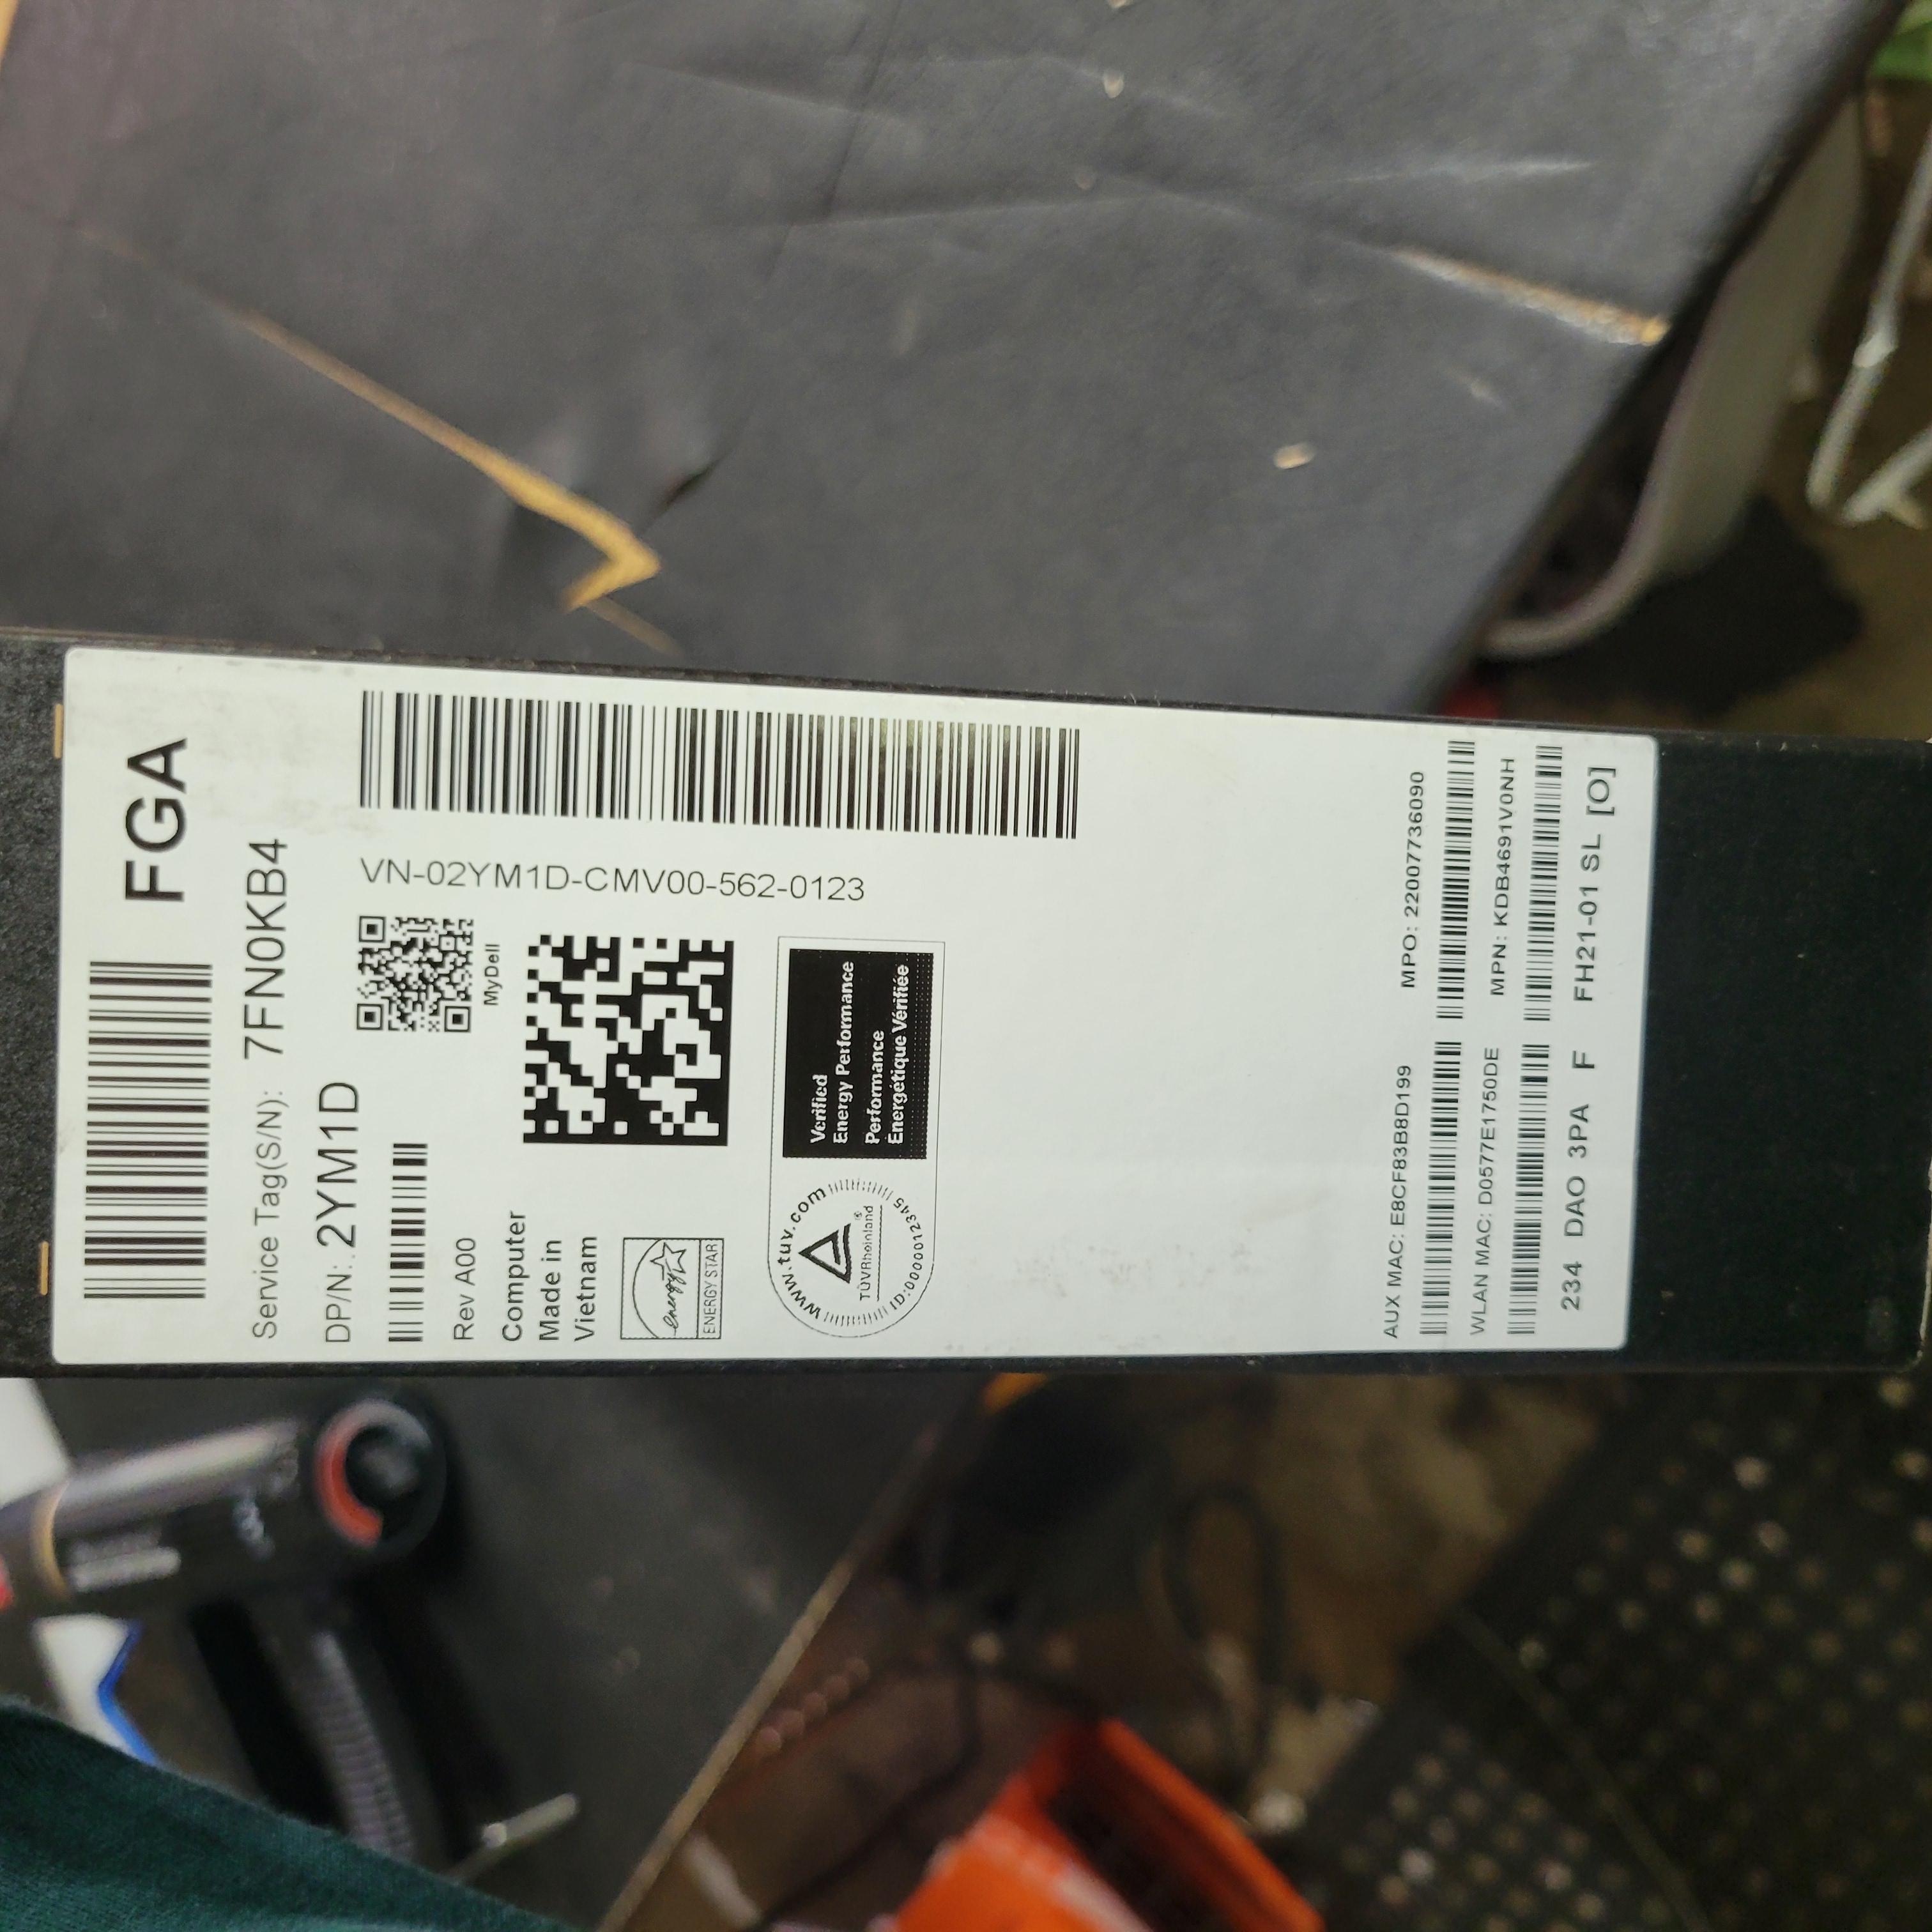 FGA
Service Tag(S/N): 7FN0KB4
DP/N: 2YM1D
Rev A00
MyDell
Computer
Made in
Vietnam
VN-02YM1D-CMV00-562-0123
energy
ENERGY STAR
www.tuv.com
TÜVRheinland
®
ID:0000012345
Verified
Energy Performance
Performance
Energétique Vérifiée
AUX MAC: E8CF83B8D199
MPO: 22007736090
WLAN MAC: D0577E1750DE
MPN: KDB4691V0NH
234 DAO 3PA F FH21-01 SL [O]